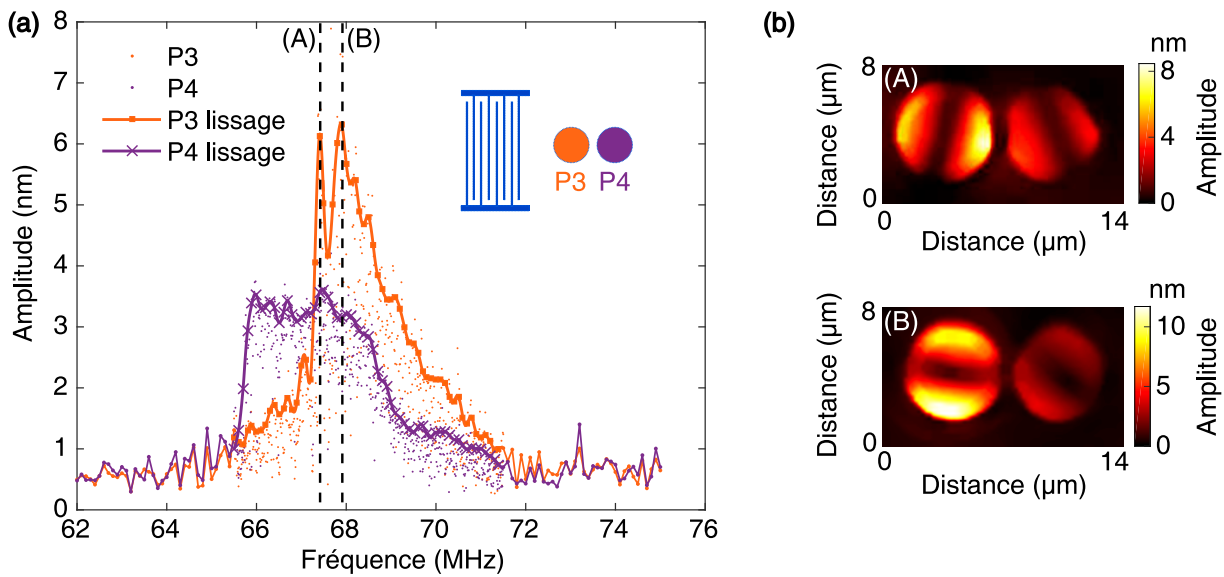 (a)
8
7
6
5
4
3
2
1
0
Amplitude (nm)
P3
P4
P3 lissage
P4 lissage
(A)
(B)
P3 P4
62 64 66 68 70 72 74 76
Fréquence (MHz)
(b)
nm
8
(A)
0
Distance (µm)
0 14
Distance (µm)
8
4
0
Amplitude
nm
8
(B)
0
Distance (µm)
0 14
Distance (µm)
10
5
0
Amplitude